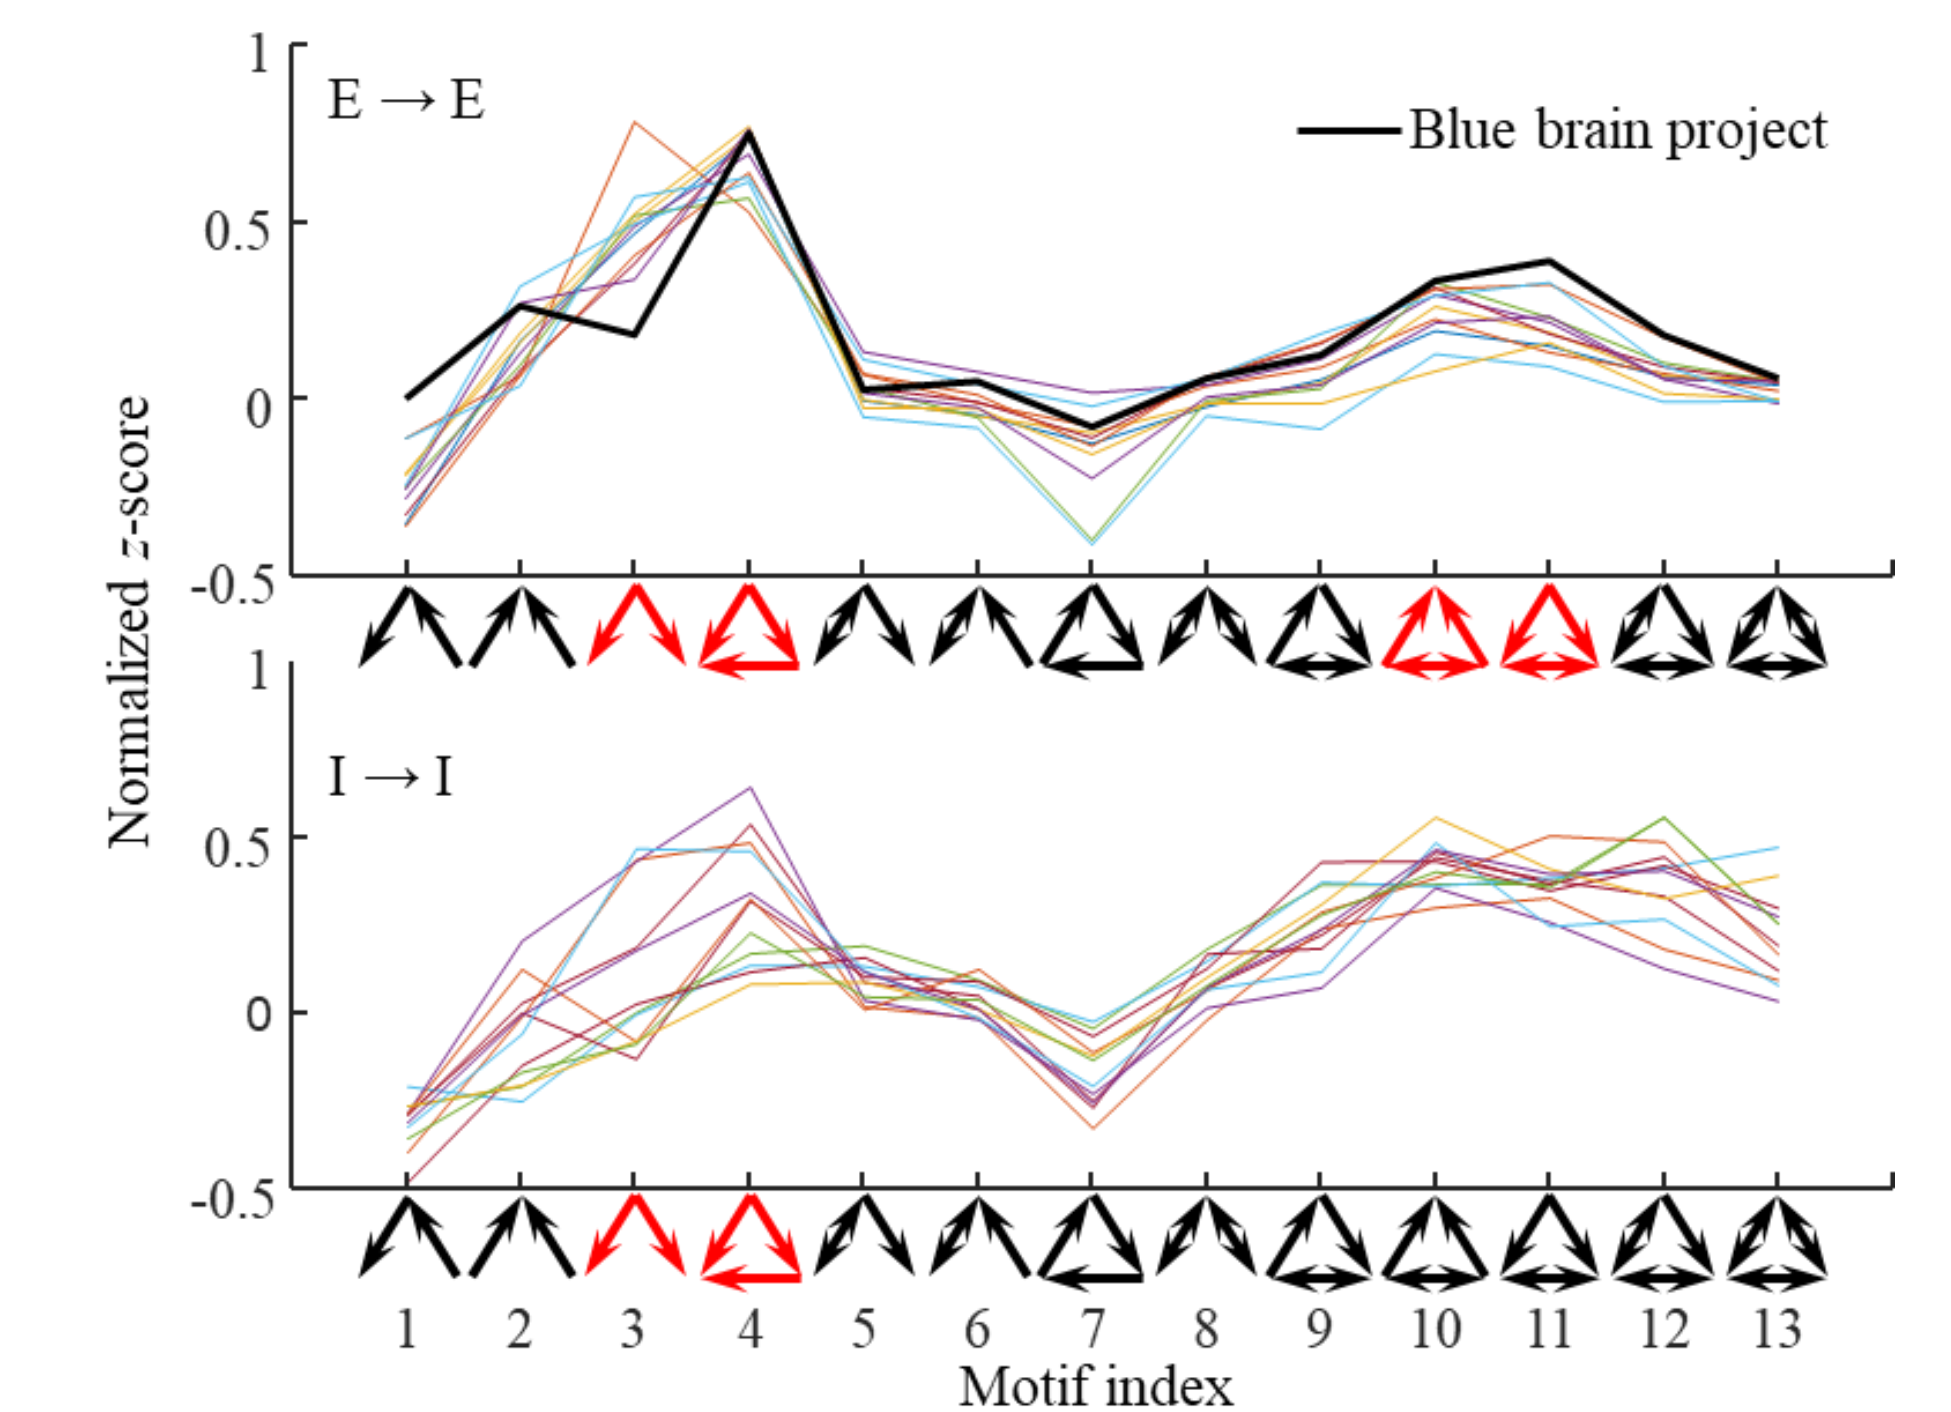 1
E → E
Blue brain project
0.5
0
-0.5
Normalized z-score
1
I → I
0.5
0
-0.5
1 2 3 4 5 6 7 8 9 10 11 12 13
Motif index